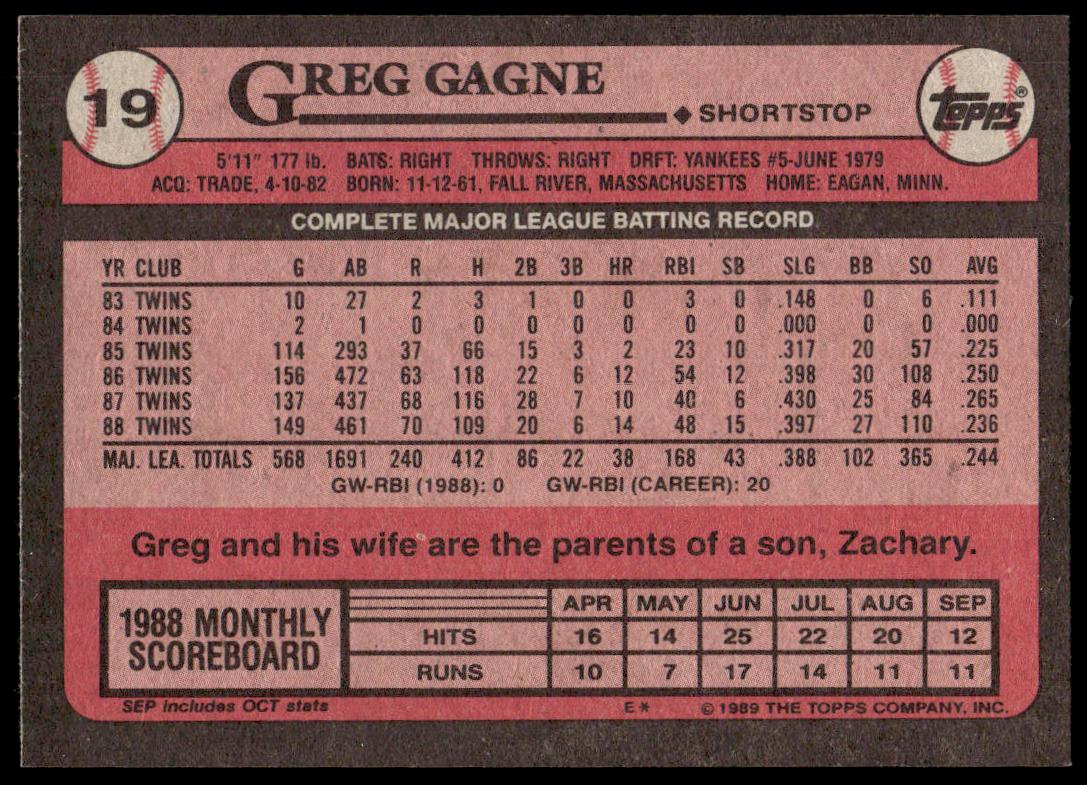 19
GREG GAGNE
◆ SHORTSTOP
Topps®
5'11" 177 lb. BATS: RIGHT THROWS: RIGHT DRFT: YANKEES #5-JUNE 1979
ACQ: TRADE, 4-10-82 BORN: 11-12-61, FALL RIVER, MASSACHUSETTS HOME: EAGAN, MINN.
COMPLETE MAJOR LEAGUE BATTING RECORD
YR CLUB G AB R H 2B 3B HR RBI SB SLG BB SO AVG
83 TWINS 10 27 2 3 1 0 0 3 0 .148 0 6 .111
84 TWINS 2 1 0 0 0 0 0 0 0 .000 0 0 .000
85 TWINS 114 293 37 66 15 3 2 23 10 .317 20 57 .225
86 TWINS 156 472 63 118 22 6 12 54 12 .398 30 108 .250
87 TWINS 137 437 68 116 28 7 10 40 6 .430 25 84 .265
88 TWINS 149 461 70 109 20 6 14 48 15 .397 27 110 .236
MAJ. LEA. TOTALS 568 1691 240 412 86 22 38 168 43 .388 102 365 .244
GW-RBI (1988): 0 GW-RBI (CAREER): 20
Greg and his wife are the parents of a son, Zachary.
1988 MONTHLY
SCOREBOARD
APR MAY JUN JUL AUG SEP
HITS 16 14 25 22 20 12
RUNS 10 7 17 14 11 11
SEP includes OCT stats
E* © 1989 THE TOPPS COMPANY, INC.